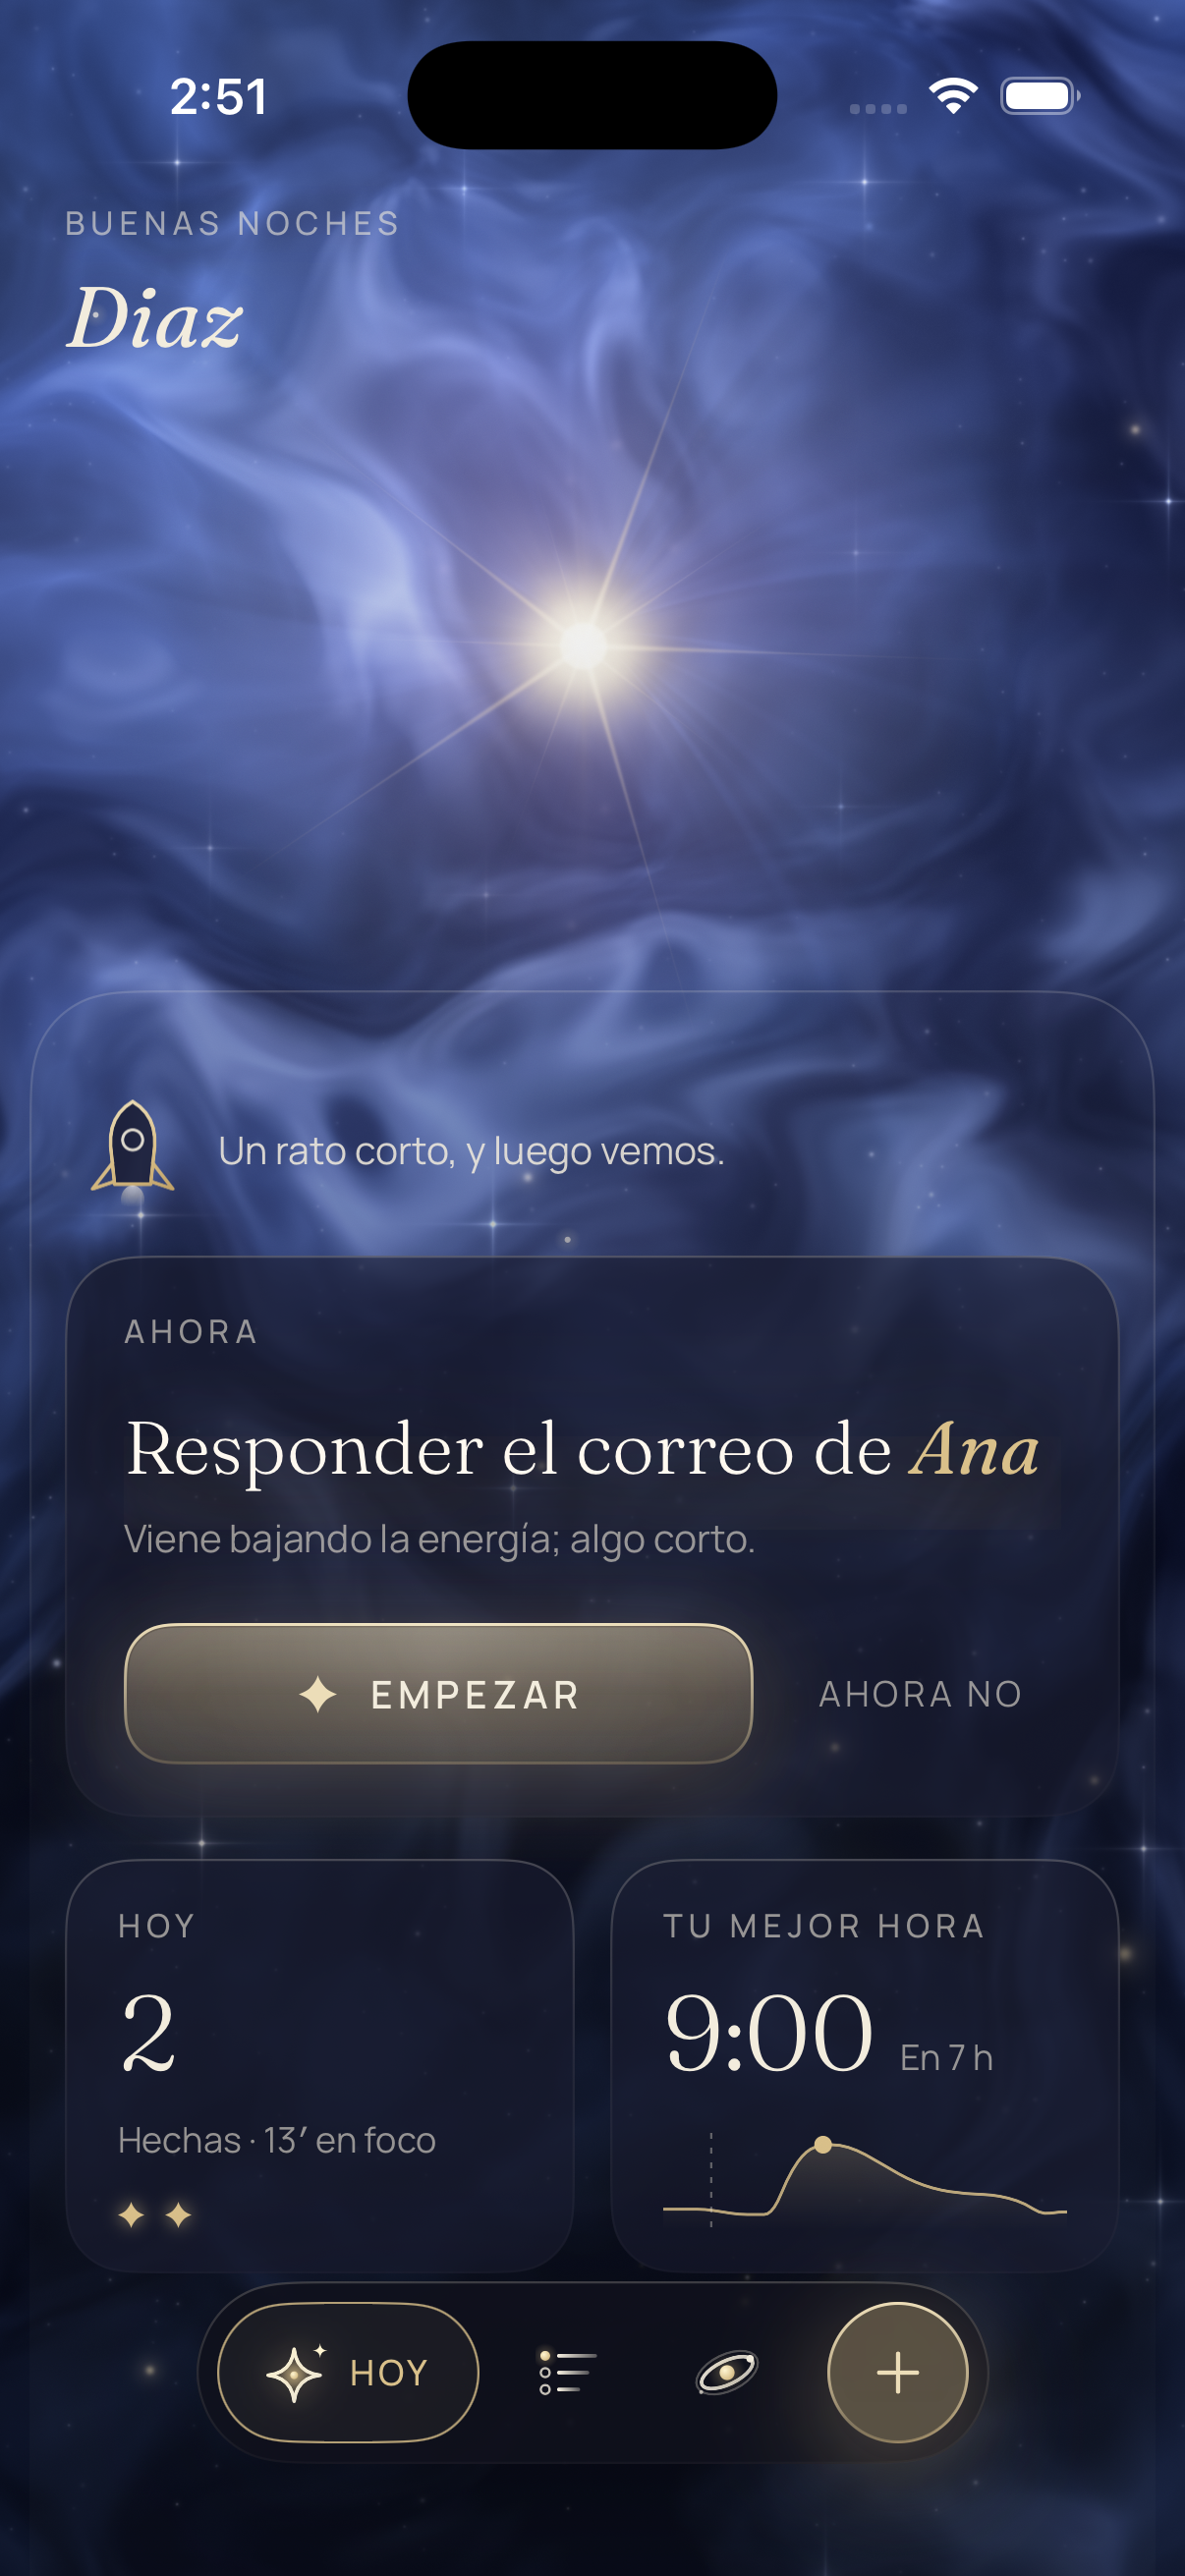 2:51
BUENAS NOCHES
Diaz
Un rato corto, y luego vemos.
AHORA
Responder el correo de Ana
Viene bajando la energía; algo corto.
EMPEZAR
AHORA NO
HOY
2
Hechas · 13′ en foco
TU MEJOR HORA
9:00 En 7 h
HOY